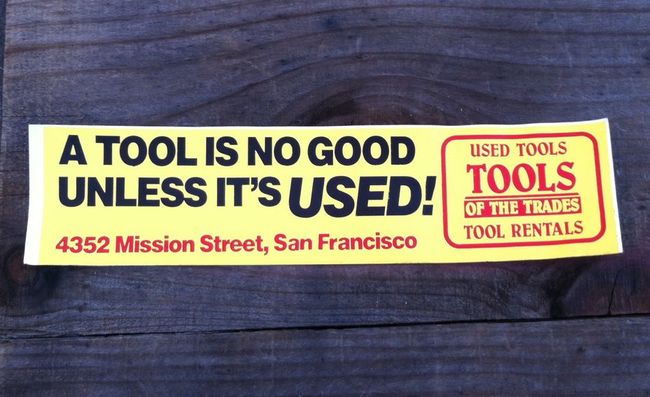 A TOOL IS NO GOOD
UNLESS IT'S USED!
4352 Mission Street, San Francisco
USED TOOLS
TOOLS
OF THE TRADES
TOOL RENTALS